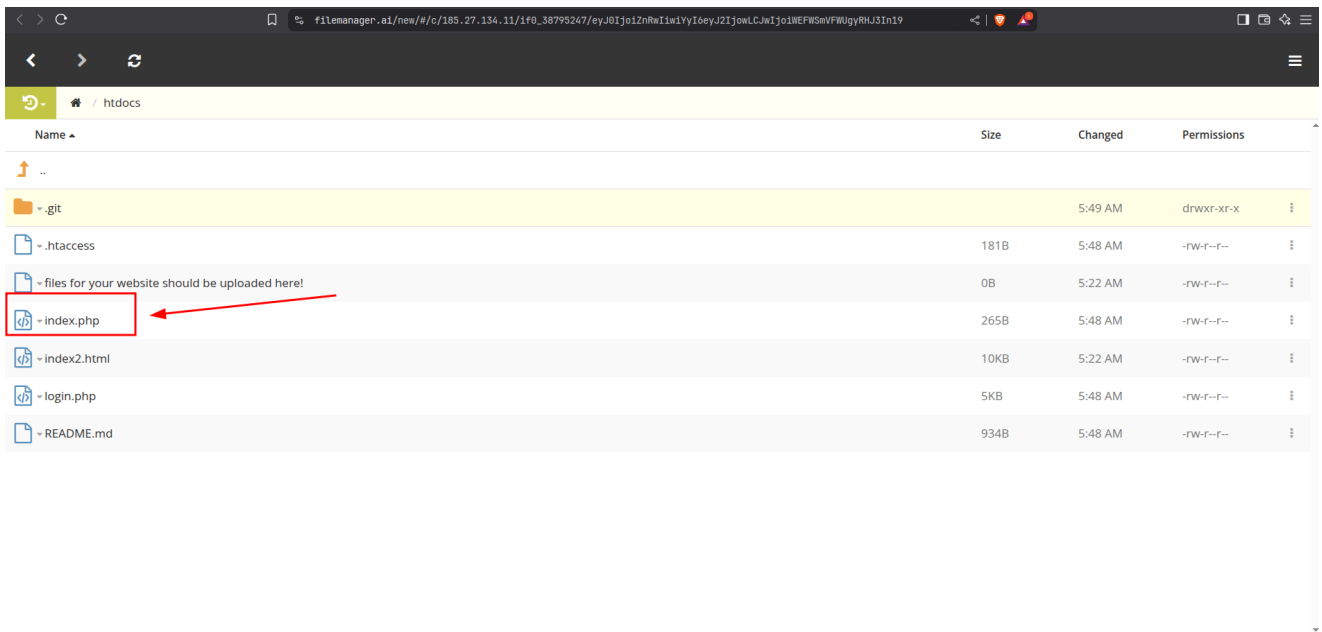 filemanager.ai/new/#/c/185.27.134.11/if0_38795247/eyJ0IjoiZnRwIiwiYyI6eyJ2IjowLCJwIjoiWEFWSmVFWUgyRHJ3In19
/ htdocs
Name Size Changed Permissions
..
.git 5:49 AM drwxr-xr-x
.htaccess 181B 5:48 AM -rw-r--r--
files for your website should be uploaded here! 0B 5:22 AM -rw-r--r--
index.php 265B 5:48 AM -rw-r--r--
index2.html 10KB 5:22 AM -rw-r--r--
login.php 5KB 5:48 AM -rw-r--r--
README.md 934B 5:48 AM -rw-r--r--